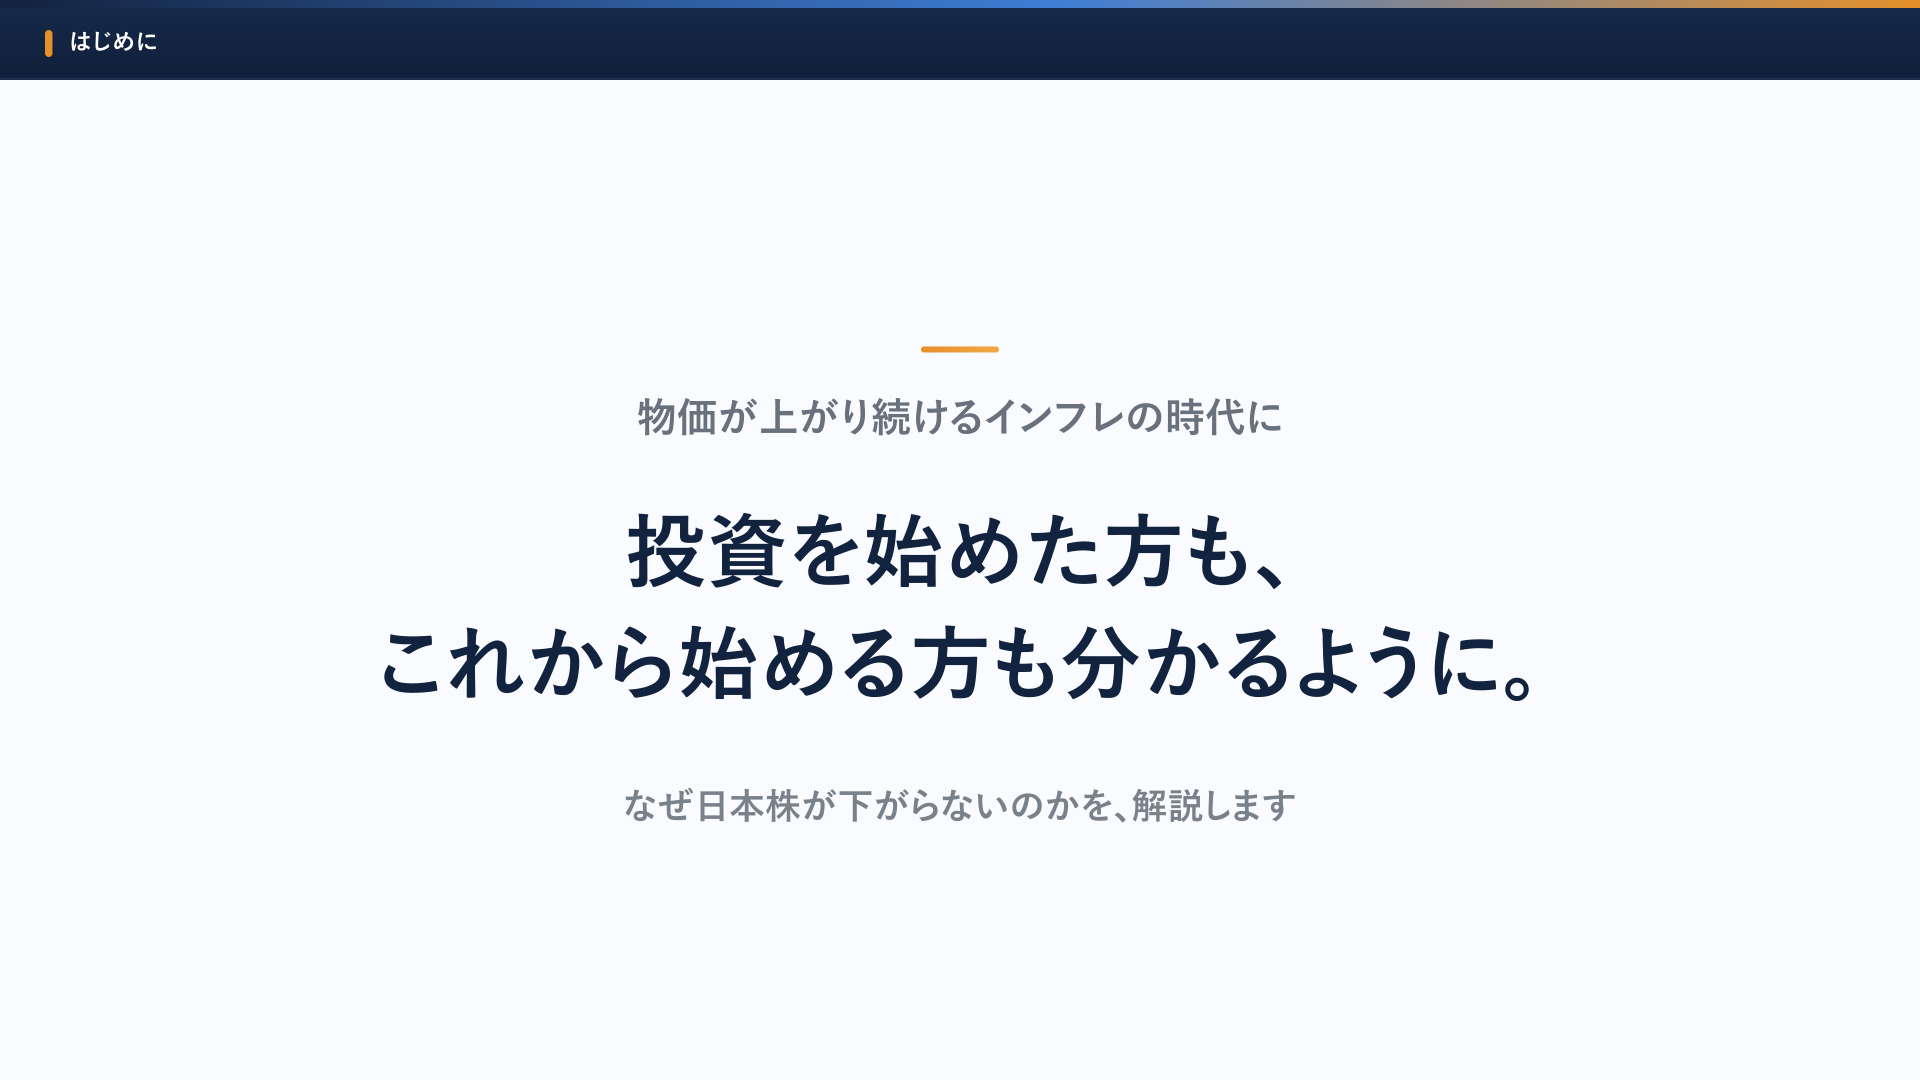 はじめに
物価が上がり続けるインフレの時代に
投資を始めた方も、
これから始める方も分かるように。
なぜ日本株が下がらないのかを、解説します